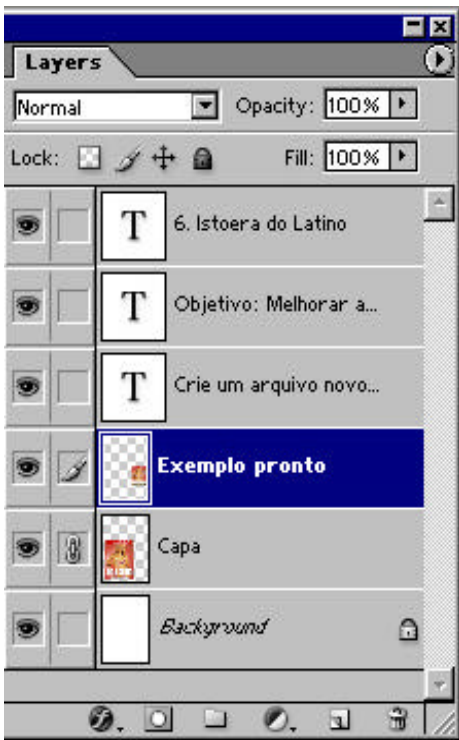 Layers
Normal Opacity: 100%
Lock: Fill: 100%
T 6. Istoera do Latino
T Objetivo: Melhorar a...
T Crie um arquivo novo...
Exemplo pronto
Capa
Background